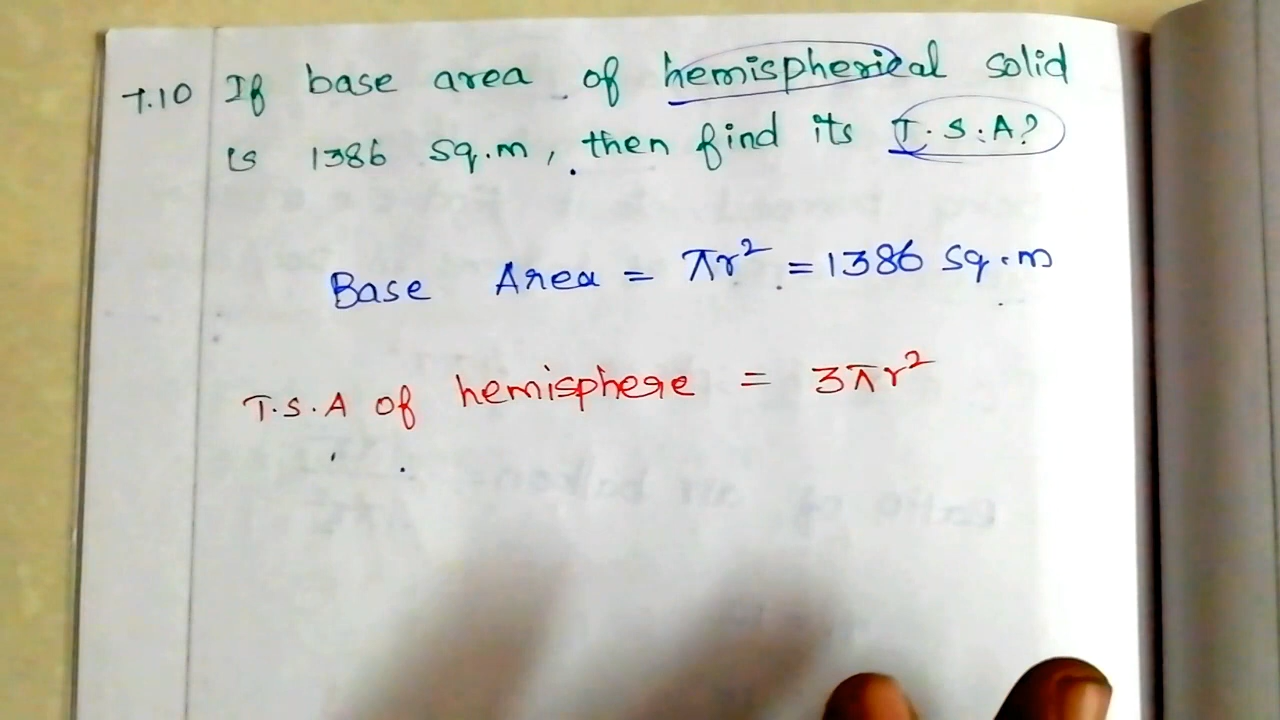 7.10 If base area of hemispherical solid
is 1386 sq.m, then find its T.S.A?
Base Area = πr² = 1386 sq.m
T.S.A of hemisphere = 3πr²